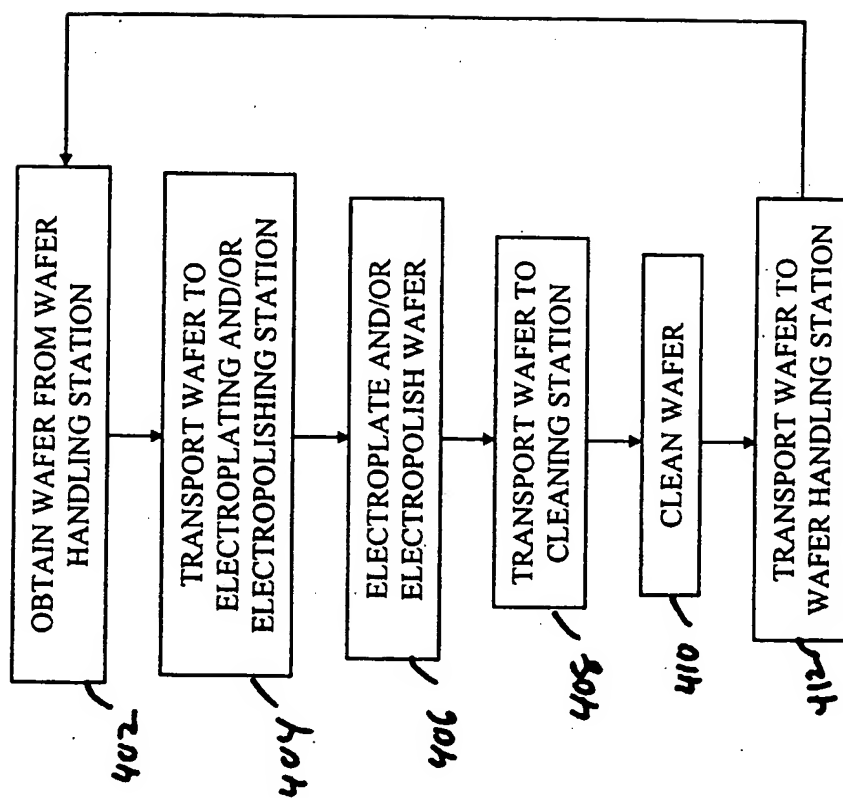 OBTAIN WAFER FROM WAFER
HANDLING STATION
402
TRANSPORT WAFER TO
ELECTROPLATING AND/OR
ELECTROPOLISHING STATION
404
ELECTROPLATE AND/OR
ELECTROPOLISH WAFER
406
TRANSPORT WAFER TO
CLEANING STATION
408
CLEAN WAFER
410
TRANSPORT WAFER TO
WAFER HANDLING STATION
412